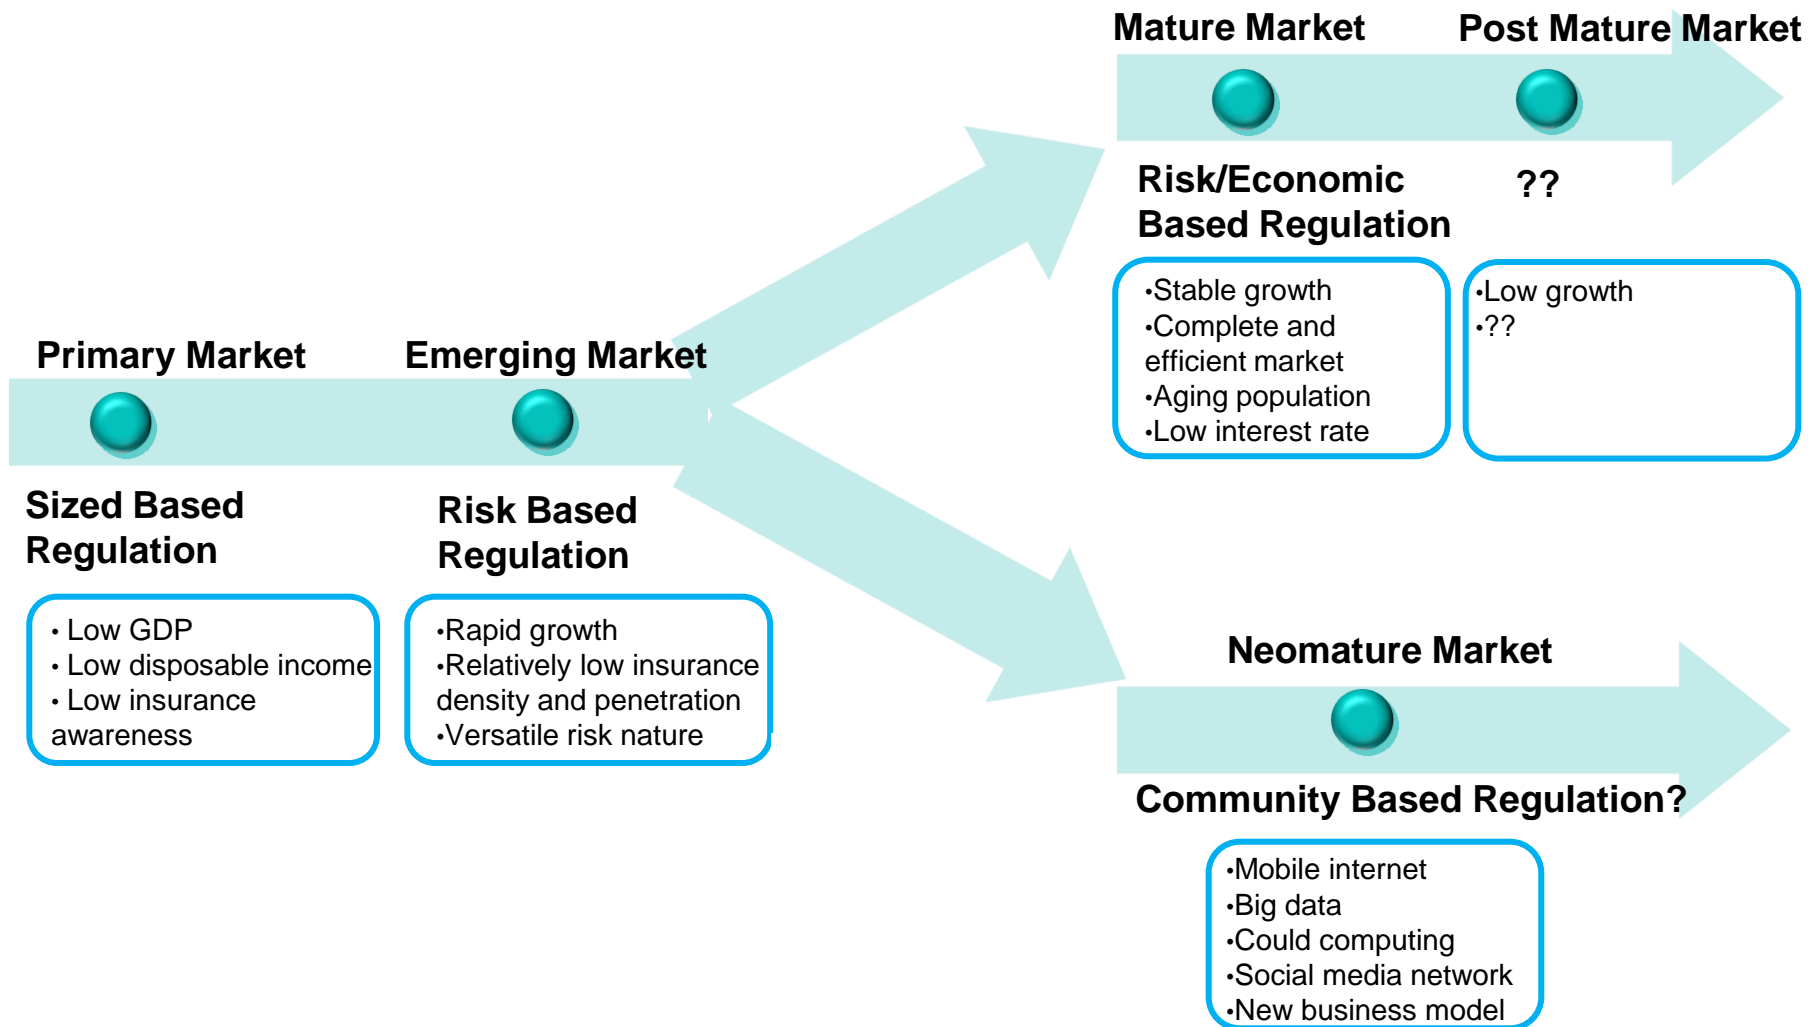 Mature Market
Post Mature Market
Risk/Economic
Based Regulation
??
•Stable growth
•Complete and
efficient market
•Aging population
•Low interest rate
•Low growth
•??
Primary Market
Emerging Market
Sized Based
Regulation
Risk Based
Regulation
• Low GDP
• Low disposable income
• Low insurance
awareness
•Rapid growth
•Relatively low insurance
density and penetration
•Versatile risk nature
Neomature Market
Community Based Regulation?
•Mobile internet
•Big data
•Could computing
•Social media network
•New business model